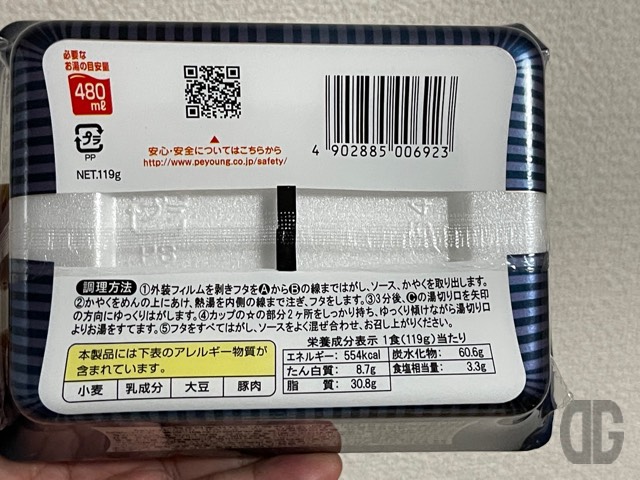 必要な
お湯の目安量
480
mℓ
プラ
PP
NET.119g
安心・安全についてはこちらから
http://www.peyoung.co.jp/safety/
4 902885 006923
PS
調理方法 ①外装フィルムを剥きフタをⒶからⒷの線まではがし、ソース、かやくを取り出します。
②かやくをめんの上にあけ、熱湯を内側の線まで注ぎ、フタをします。③3分後、Ⓒの湯切り口を矢印
の方向にゆっくりはがします。④カップの☆の部分2ヶ所をしっかり持ち、ゆっくり傾けながら湯切り口
よりお湯をすてます。⑤フタをすべてはがし、ソースをよく混ぜ合わせ、お召し上がりください。
本製品には下表のアレルギー物質が
含まれています。
小麦 乳成分 大豆 豚肉
栄養成分表示 1食(119g)当たり
エネルギー: 554kcal 炭水化物: 60.6g
たん白質: 8.7g 食塩相当量: 3.3g
脂質: 30.8g
DG